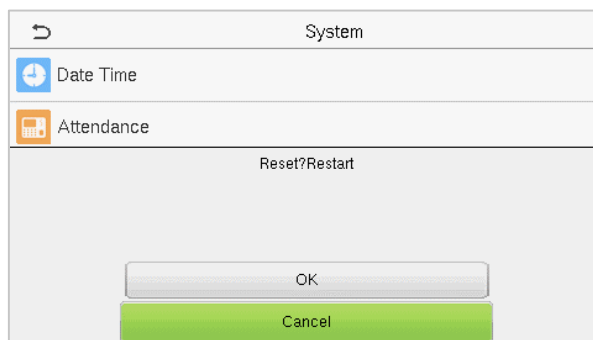 System
Date Time
Attendance
Reset?Restart
OK
Cancel